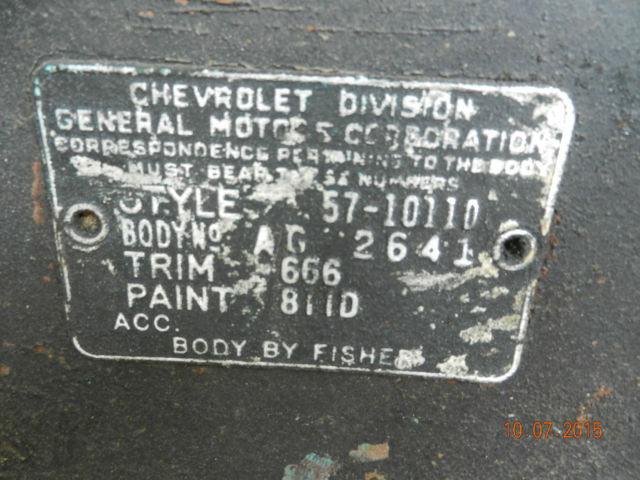 CHEVROLET DIVISION
GENERAL MOTORS CORPORATION
CORRESPONDENCE PERTAINING TO THE BODY
MUST BEAR THESE NUMBERS
STYLE 57-1011D
BODY No. AG 2641
TRIM 666
PAINT 811D
ACC.
BODY BY FISHER
10.07.2015